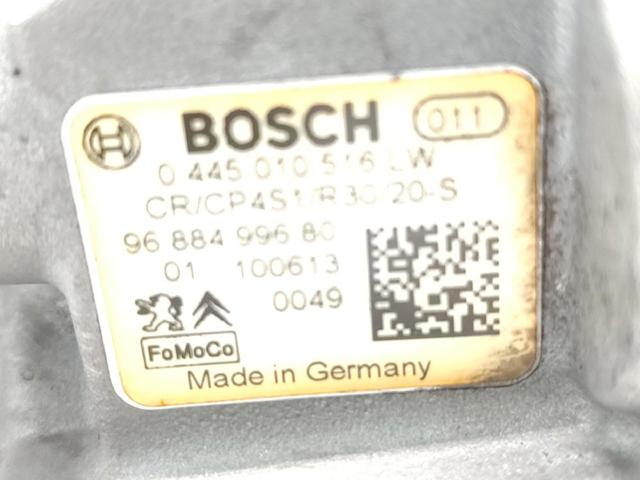 BOSCH 011
0 445 010 516 LW
CR/CP4S1/R30/20-S
96 884 996 80
01 100613
0049
FoMoCo
Made in Germany